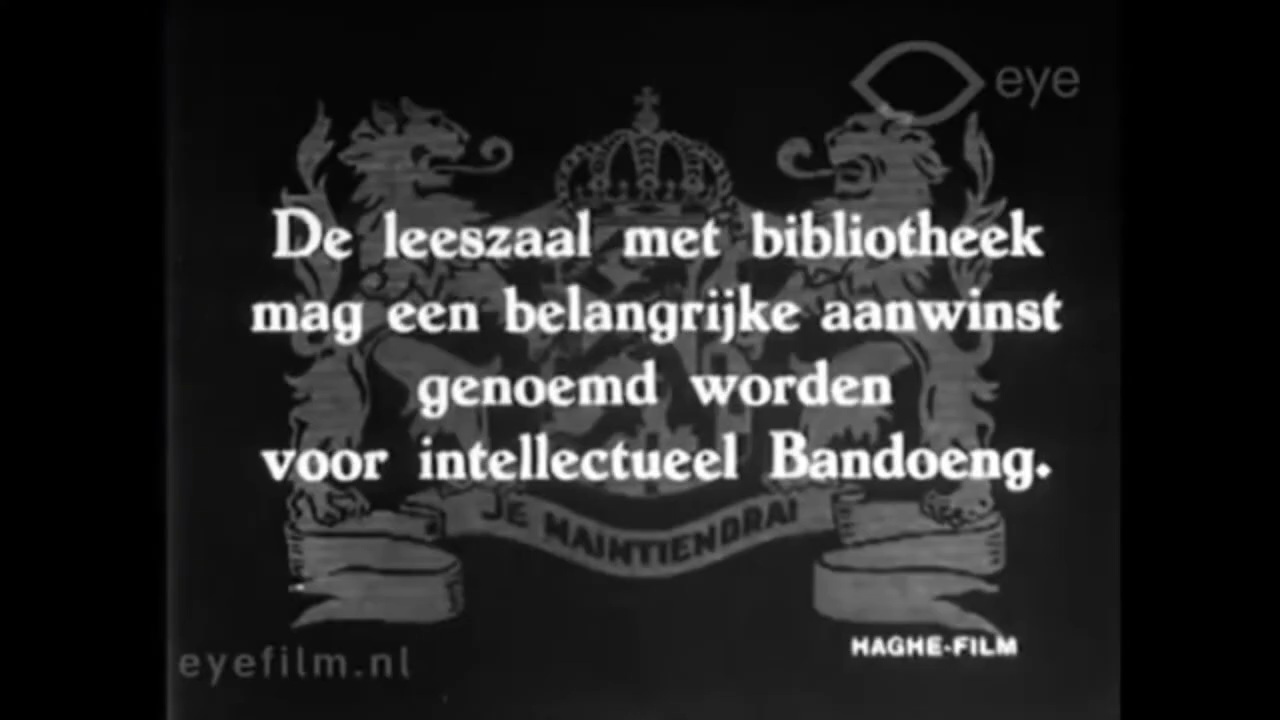 eye
De leeszaal met bibliotheek
mag een belangrijke aanwinst
genoemd worden
voor intellectueel Bandoeng.
JE MAINTIENDRAI
HAGHE-FILM
eyefilm.nl